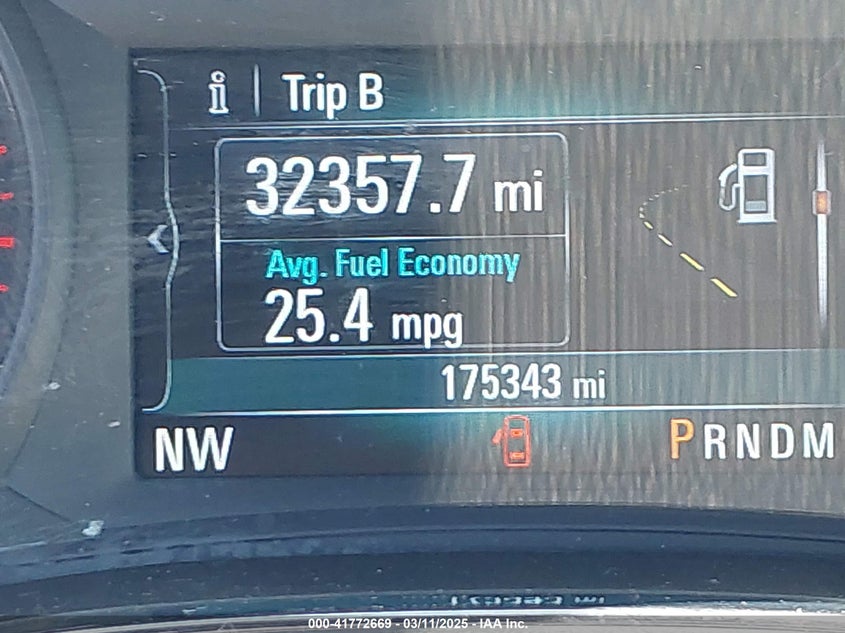 i | Trip B
32357.7 mi
Avg. Fuel Economy
25.4 mpg
175343 mi
NW
PRNDM
000-41772669 - 03/11/2025 - IAA Inc.